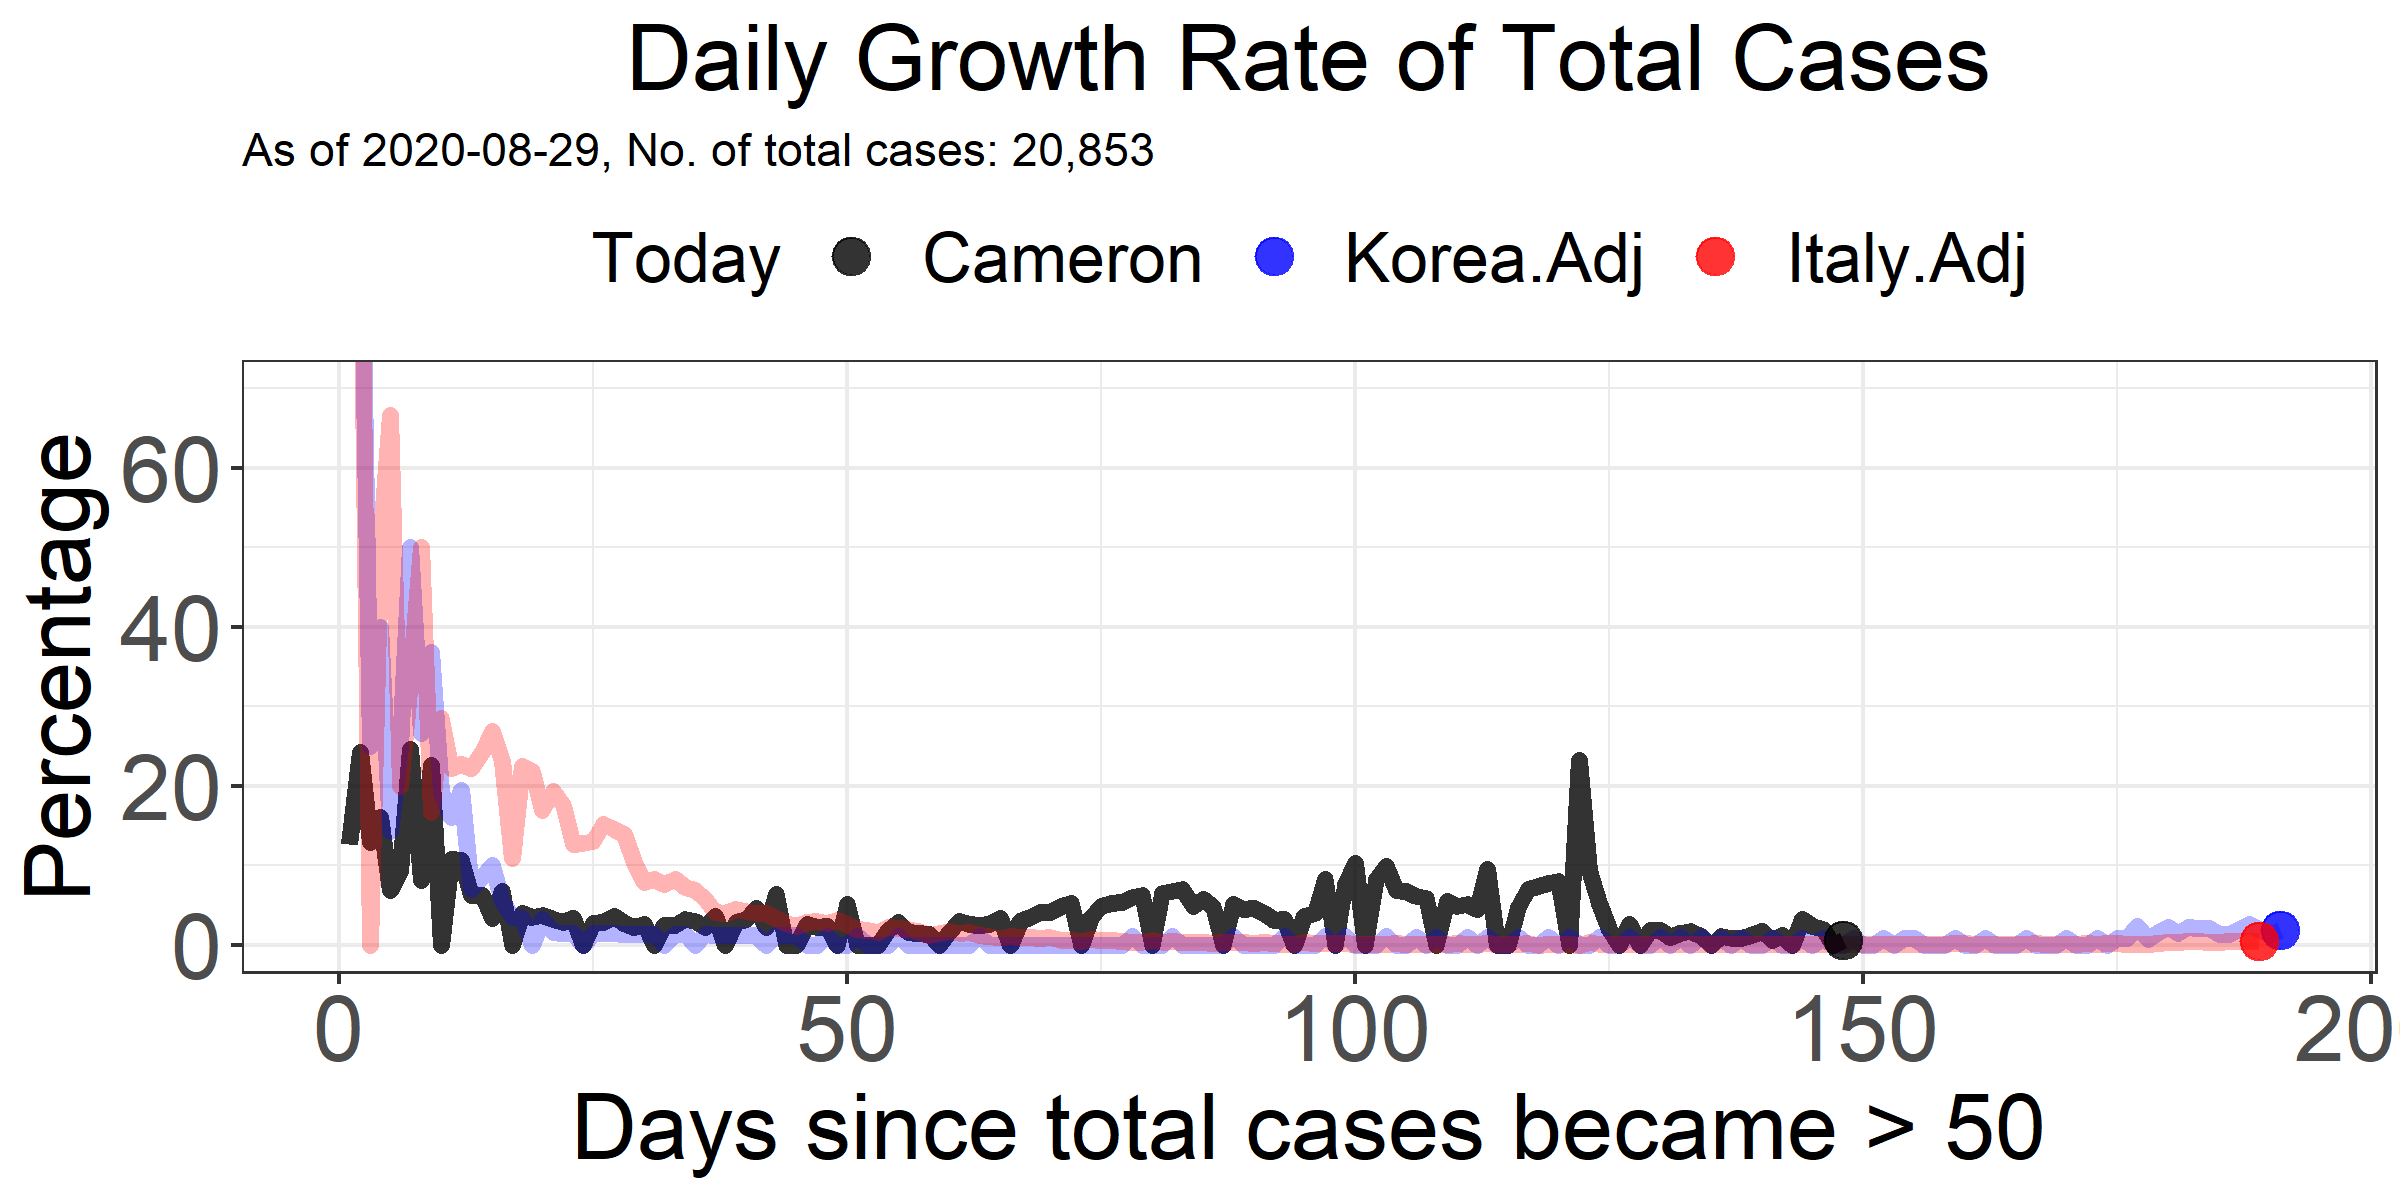 Daily Growth Rate of Total Cases
As of 2020-08-29, No. of total cases: 20,853
Today Cameron Korea.Adj Italy.Adj
Percentage
60
40
20
0
0 50 100 150 20
Days since total cases became > 50